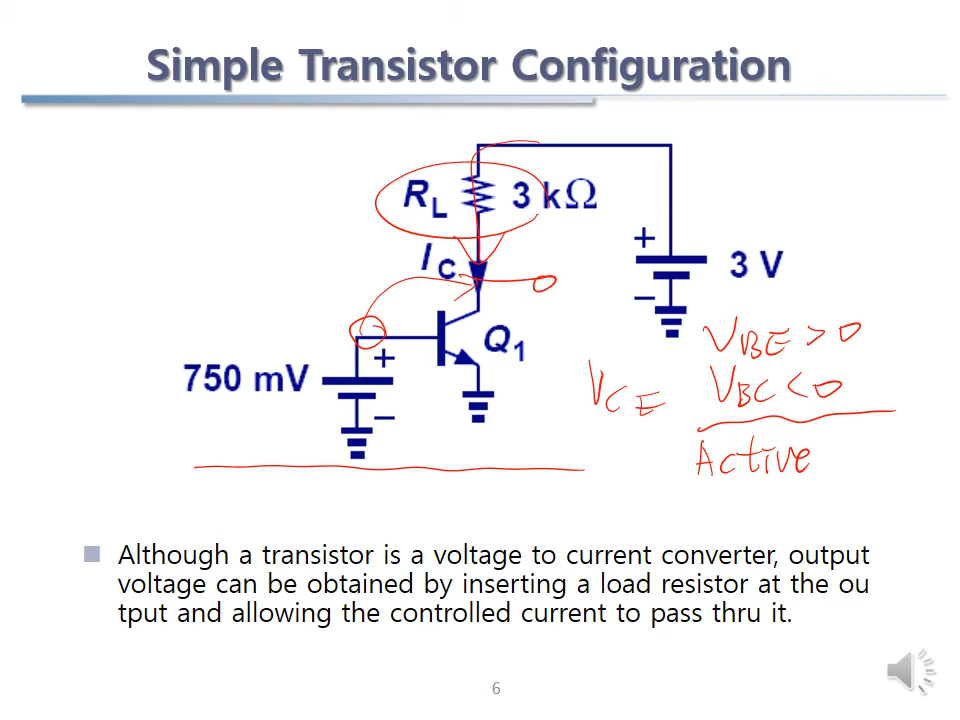 Simple Transistor Configuration
RL
3 kΩ
IC
+
3 V
−
Q1
750 mV
+
−
VBE > 0
VCE
VBC < 0
Active
Although a transistor is a voltage to current converter, output
voltage can be obtained by inserting a load resistor at the ou
tput and allowing the controlled current to pass thru it.
6